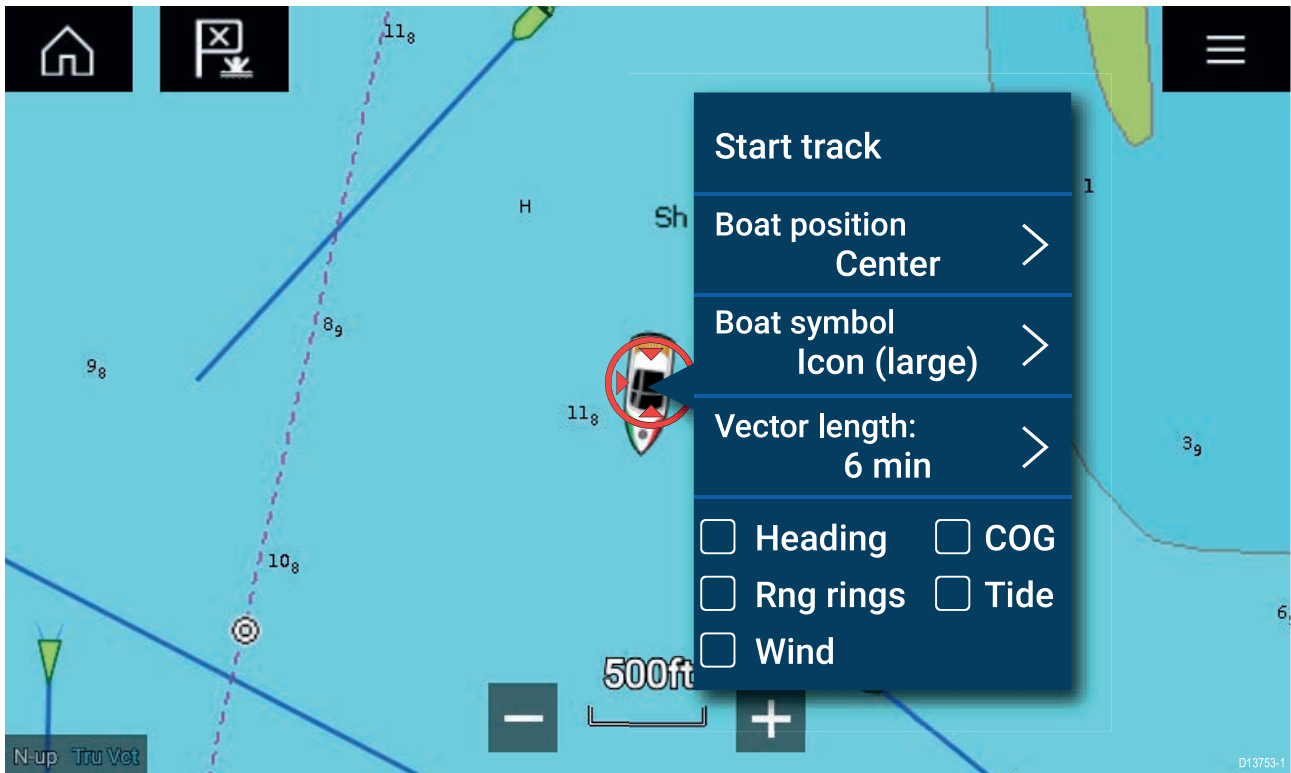 11₈
H
Sh
1
Start track
Boat position
Center
Boat symbol
Icon (large)
Vector length:
6 min
Heading
COG
Rng rings
Tide
Wind
8₉
9₈
11₈
3₉
10₈
6
500ft
N-up Tru Vct
D13753-1